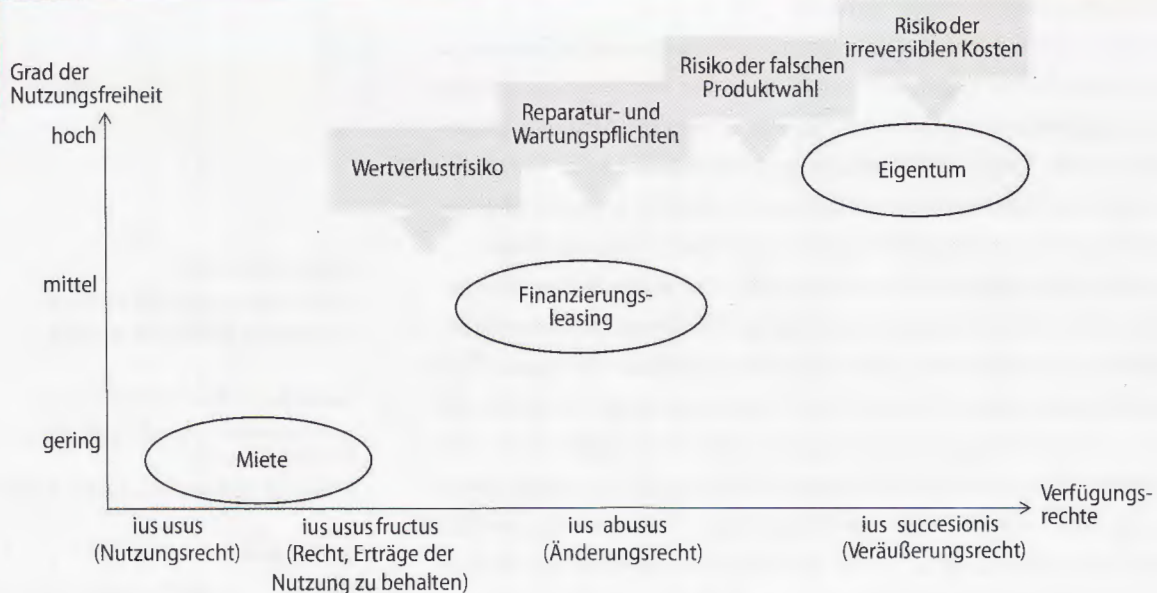 Risiko der
irreversiblen Kosten
Risiko der falschen
Produktwahl
Reparatur- und
Wartungspflichten
Wertverlustrisiko
Grad der
Nutzungsfreiheit
hoch
mittel
gering
Eigentum
Finanzierungs-
leasing
Miete
ius usus
(Nutzungsrecht)
ius usus fructus
(Recht, Erträge der
Nutzung zu behalten)
ius abusus
(Änderungsrecht)
ius succesionis
(Veräußerungsrecht)
Verfügungs-
rechte